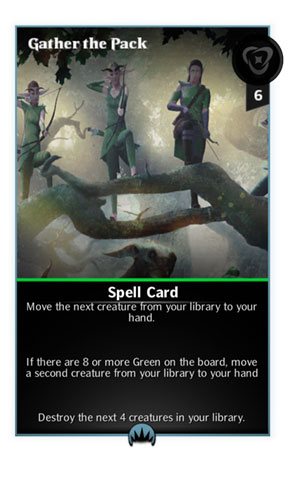 Gather the Pack
6
Spell Card
Move the next creature from your library to your
hand.
If there are 8 or more Green on the board, move
a second creature from your library to your hand
Destroy the next 4 creatures in your library.